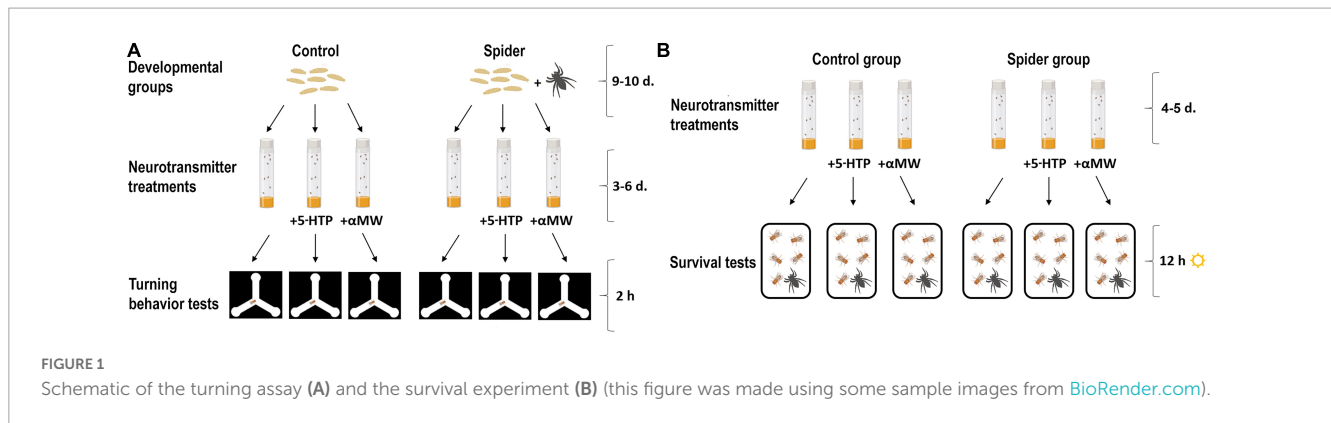 A
Control
Spider
Developmental
groups
+
9-10 d.
Neurotransmitter
treatments
3-6 d.
+5-HTP +αMW
+5-HTP +αMW
Turning
behavior tests
2 h
B
Control group
Spider group
Neurotransmitter
treatments
4-5 d.
+5-HTP +αMW
+5-HTP +αMW
Survival tests
12 h
FIGURE 1
Schematic of the turning assay (A) and the survival experiment (B) (this figure was made using some sample images from BioRender.com).